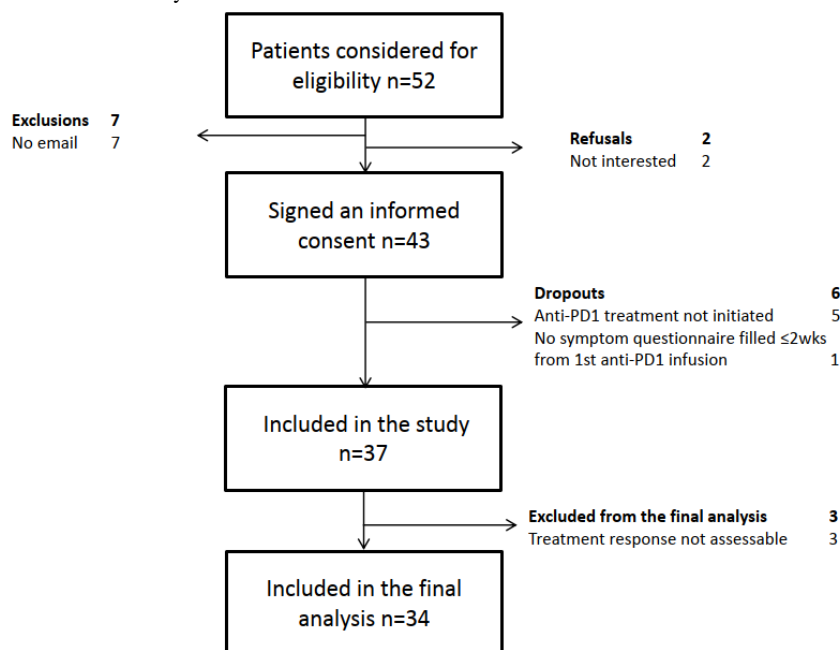 Patients considered for
eligibility n=52
Exclusions 7
No email 7
Refusals 2
Not interested 2
Signed an informed
consent n=43
Dropouts 6
Anti-PD1 treatment not initiated 5
No symptom questionnaire filled ≤2wks
from 1st anti-PD1 infusion 1
Included in the study
n=37
Excluded from the final analysis 3
Treatment response not assessable 3
Included in the final
analysis n=34